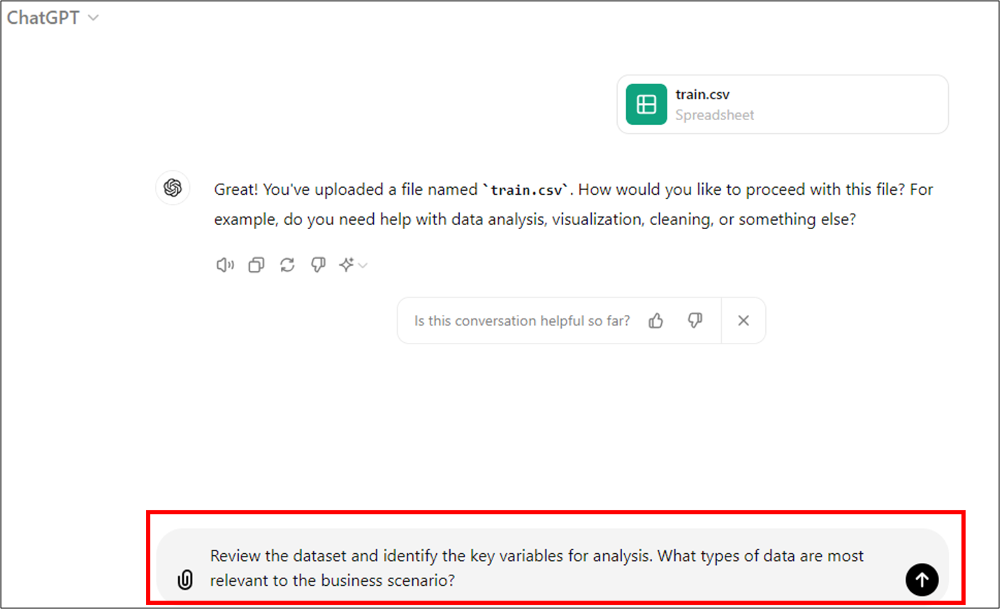 ChatGPT
train.csv
Spreadsheet
Great! You've uploaded a file named `train.csv`. How would you like to proceed with this file? For
example, do you need help with data analysis, visualization, cleaning, or something else?
Is this conversation helpful so far?
Review the dataset and identify the key variables for analysis. What types of data are most
relevant to the business scenario?